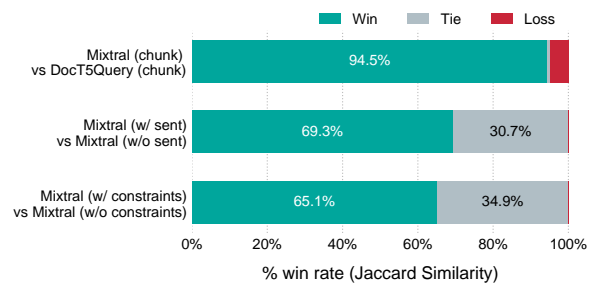 Win Tie Loss
Mixtral (chunk)
vs DocT5Query (chunk)
94.5%
Mixtral (w/ sent)
vs Mixtral (w/o sent)
69.3% 30.7%
Mixtral (w/ constraints)
vs Mixtral (w/o constraints)
65.1% 34.9%
0% 20% 40% 60% 80% 100%
% win rate (Jaccard Similarity)